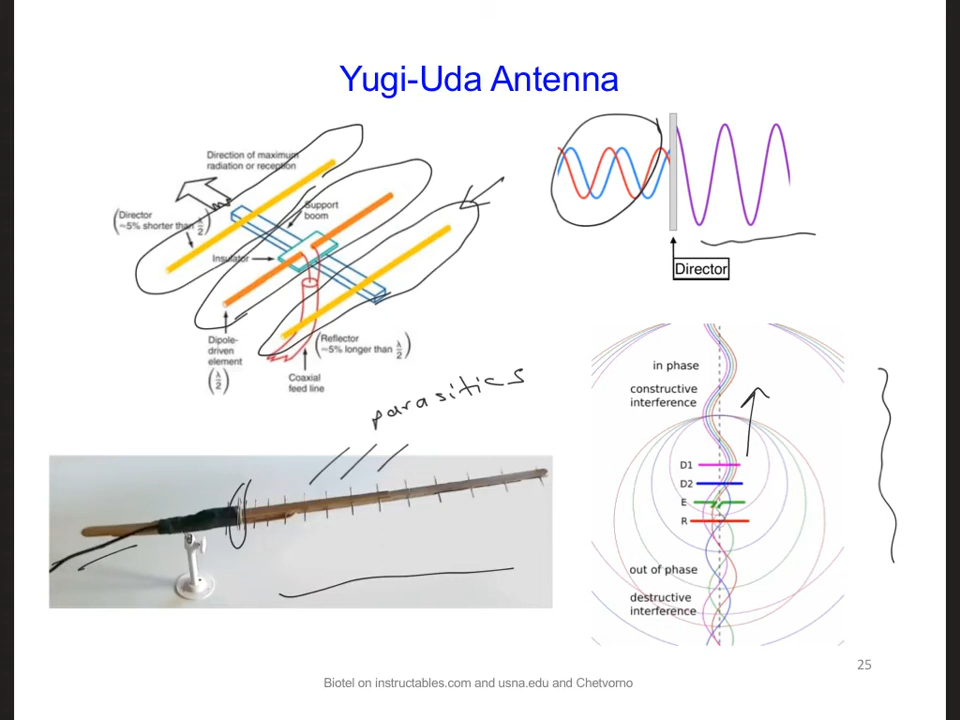 Yugi-Uda Antenna
Direction of maximum
radiation or reception
(Director
≈5% shorter than λ/2)
Support
boom
Insulator
Dipole-
driven
element
(λ/2)
(Reflector
≈5% longer than λ/2)
Coaxial
feed line
Director
parasitics
in phase
constructive
interference
D1
D2
E
R
out of phase
destructive
interference
25
Biotel on instructables.com and usna.edu and Chetvorno